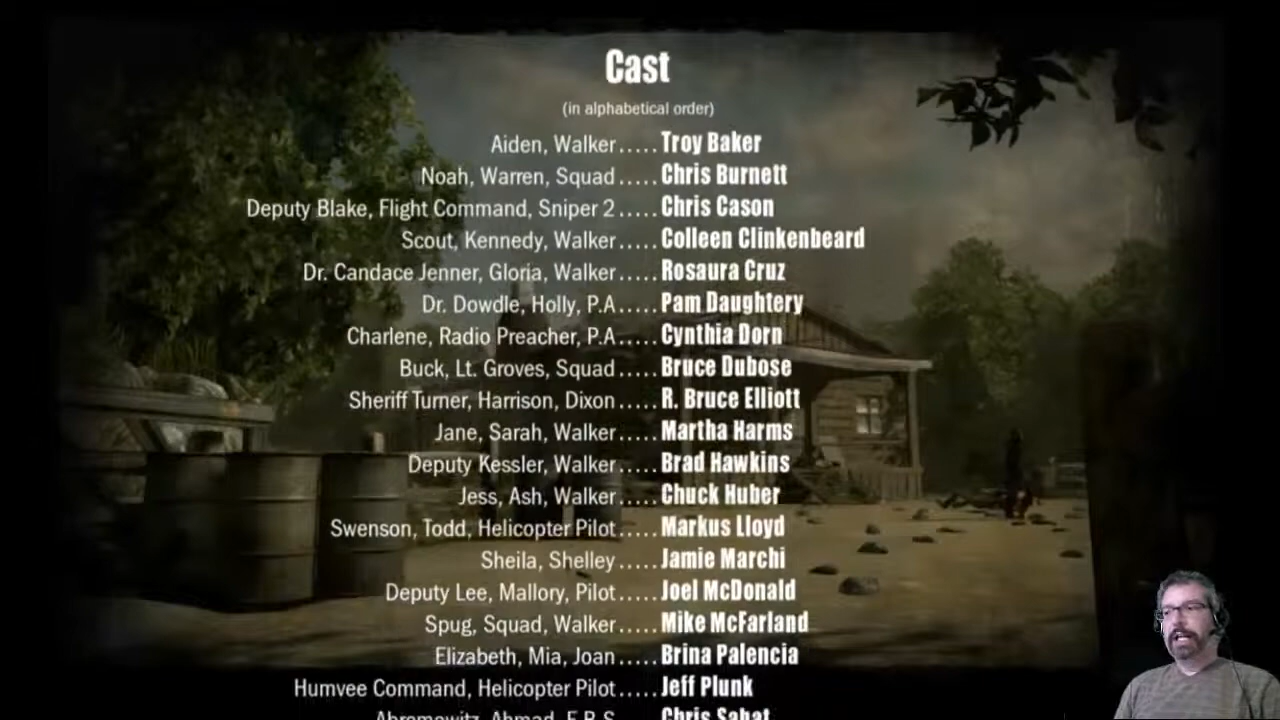 Cast
(in alphabetical order)
Aiden, Walker.....Troy Baker
Noah, Warren, Squad.....Chris Burnett
Deputy Blake, Flight Command, Sniper 2.....Chris Cason
Scout, Kennedy, Walker.....Colleen Clinkenbeard
Dr. Candace Jenner, Gloria, Walker.....Rosaura Cruz
Dr. Dowdle, Holly, P.A.....Pam Daughtery
Charlene, Radio Preacher, P.A.....Cynthia Dorn
Buck, Lt. Groves, Squad.....Bruce Dubose
Sheriff Turner, Harrison, Dixon.....R. Bruce Elliott
Jane, Sarah, Walker.....Martha Harms
Deputy Kessler, Walker.....Brad Hawkins
Jess, Ash, Walker.....Chuck Huber
Swenson, Todd, Helicopter Pilot.....Markus Lloyd
Sheila, Shelley.....Jamie Marchi
Deputy Lee, Mallory, Pilot.....Joel McDonald
Spug, Squad, Walker.....Mike McFarland
Elizabeth, Mia, Joan.....Brina Palencia
Humvee Command, Helicopter Pilot.....Jeff Plunk
Abromowitz, Ahmad, E.B.S.....Chris Sabat